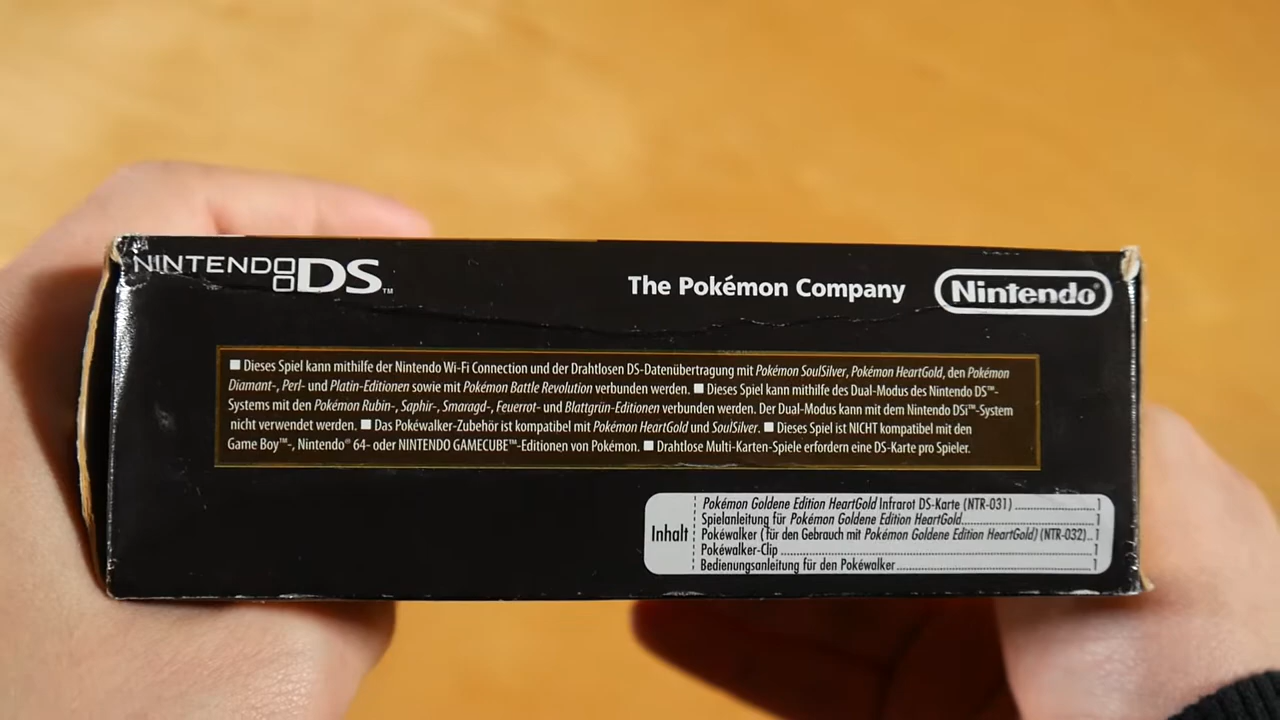 NINTENDO DS™
The Pokémon Company
Nintendo®
■ Dieses Spiel kann mithilfe der Nintendo Wi-Fi Connection und der Drahtlosen DS-Datenübertragung mit Pokémon SoulSilver, Pokémon HeartGold, den Pokémon
Diamant-, Perl- und Platin-Editionen sowie mit Pokémon Battle Revolution verbunden werden. ■ Dieses Spiel kann mithilfe des Dual-Modus des Nintendo DS™-
Systems mit den Pokémon Rubin-, Saphir-, Smaragd-, Feuerrot- und Blattgrün-Editionen verbunden werden. Der Dual-Modus kann mit dem Nintendo DSi™-System
nicht verwendet werden. ■ Das Pokéwalker-Zubehör ist kompatibel mit Pokémon HeartGold und SoulSilver. ■ Dieses Spiel ist NICHT kompatibel mit den
Game Boy™-, Nintendo® 64- oder NINTENDO GAMECUBE™-Editionen von Pokémon. ■ Drahtlose Multi-Karten-Spiele erfordern eine DS-Karte pro Spieler.
Inhalt
Pokémon Goldene Edition HeartGold Infrarot DS-Karte (NTR-031) 1
Spielanleitung für Pokémon Goldene Edition HeartGold 1
Pokéwalker (für den Gebrauch mit Pokémon Goldene Edition HeartGold) (NTR-032) 1
Pokéwalker-Clip 1
Bedienungsanleitung für den Pokéwalker 1